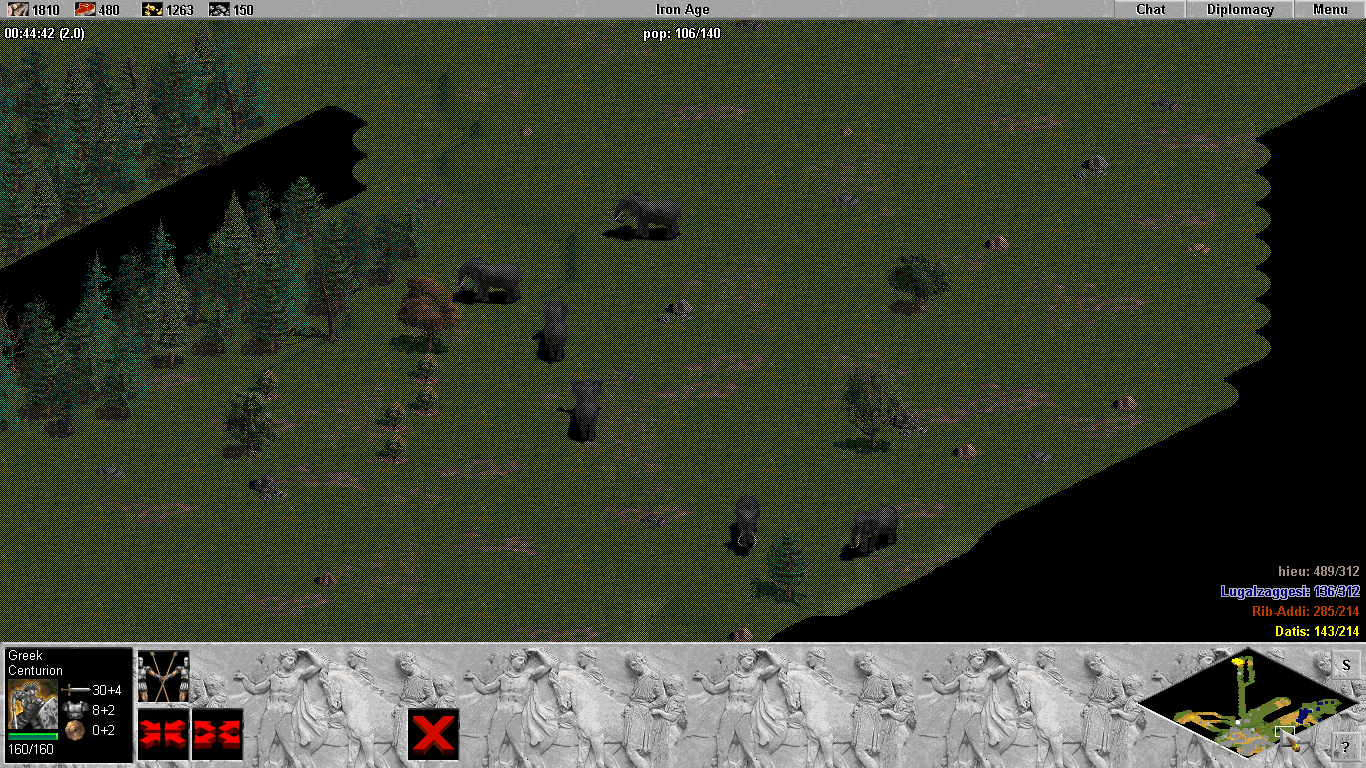 1810 480 1263 150 Iron Age Chat Diplomacy Menu
00:44:42 (2.0) pop: 106/140
hieu: 489/312
Lugalzaggesi: 136/312
Rib-Addi: 285/214
Datis: 143/214
Greek
Centurion
30+4
8+2
0+2
160/160
S
?